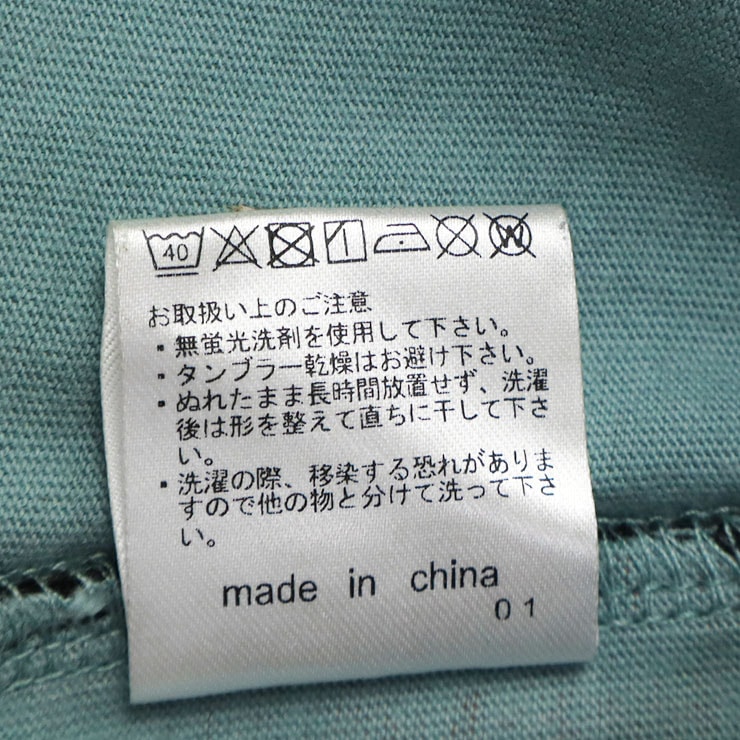 40 W
お取扱い上のご注意
・無蛍光洗剤を使用して下さい。
・タンブラー乾燥はお避け下さい。
・ぬれたまま長時間放置せず、洗濯
後は形を整えて直ちに干して下さ
い。
・洗濯の際、移染する恐れがありま
すので他の物と分けて洗って下さ
い。
made in china
01